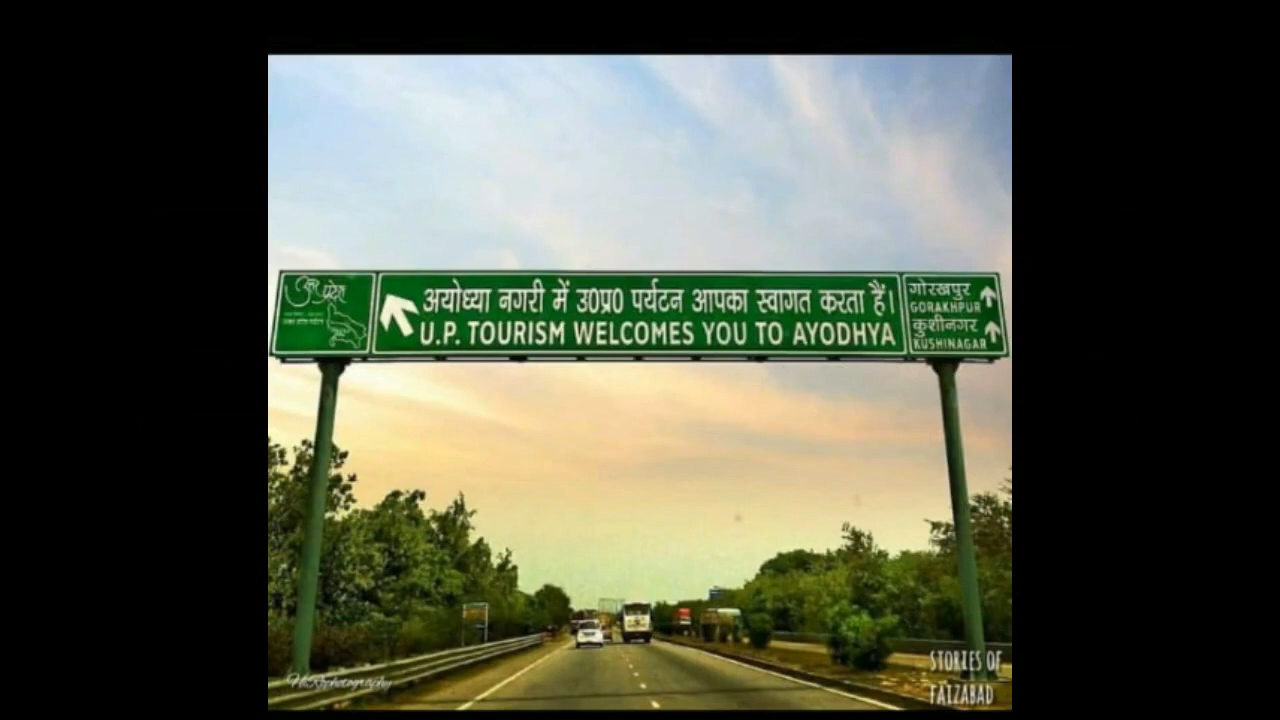 उत्तर प्रदेश
अयोध्या नगरी में उ0प्र0 पर्यटन आपका स्वागत करता हैं।
U.P. TOURISM WELCOMES YOU TO AYODHYA
गोरखपुर
GORAKHPUR
कुशीनगर
KUSHINAGAR
STORIES OF
FAIZABAD